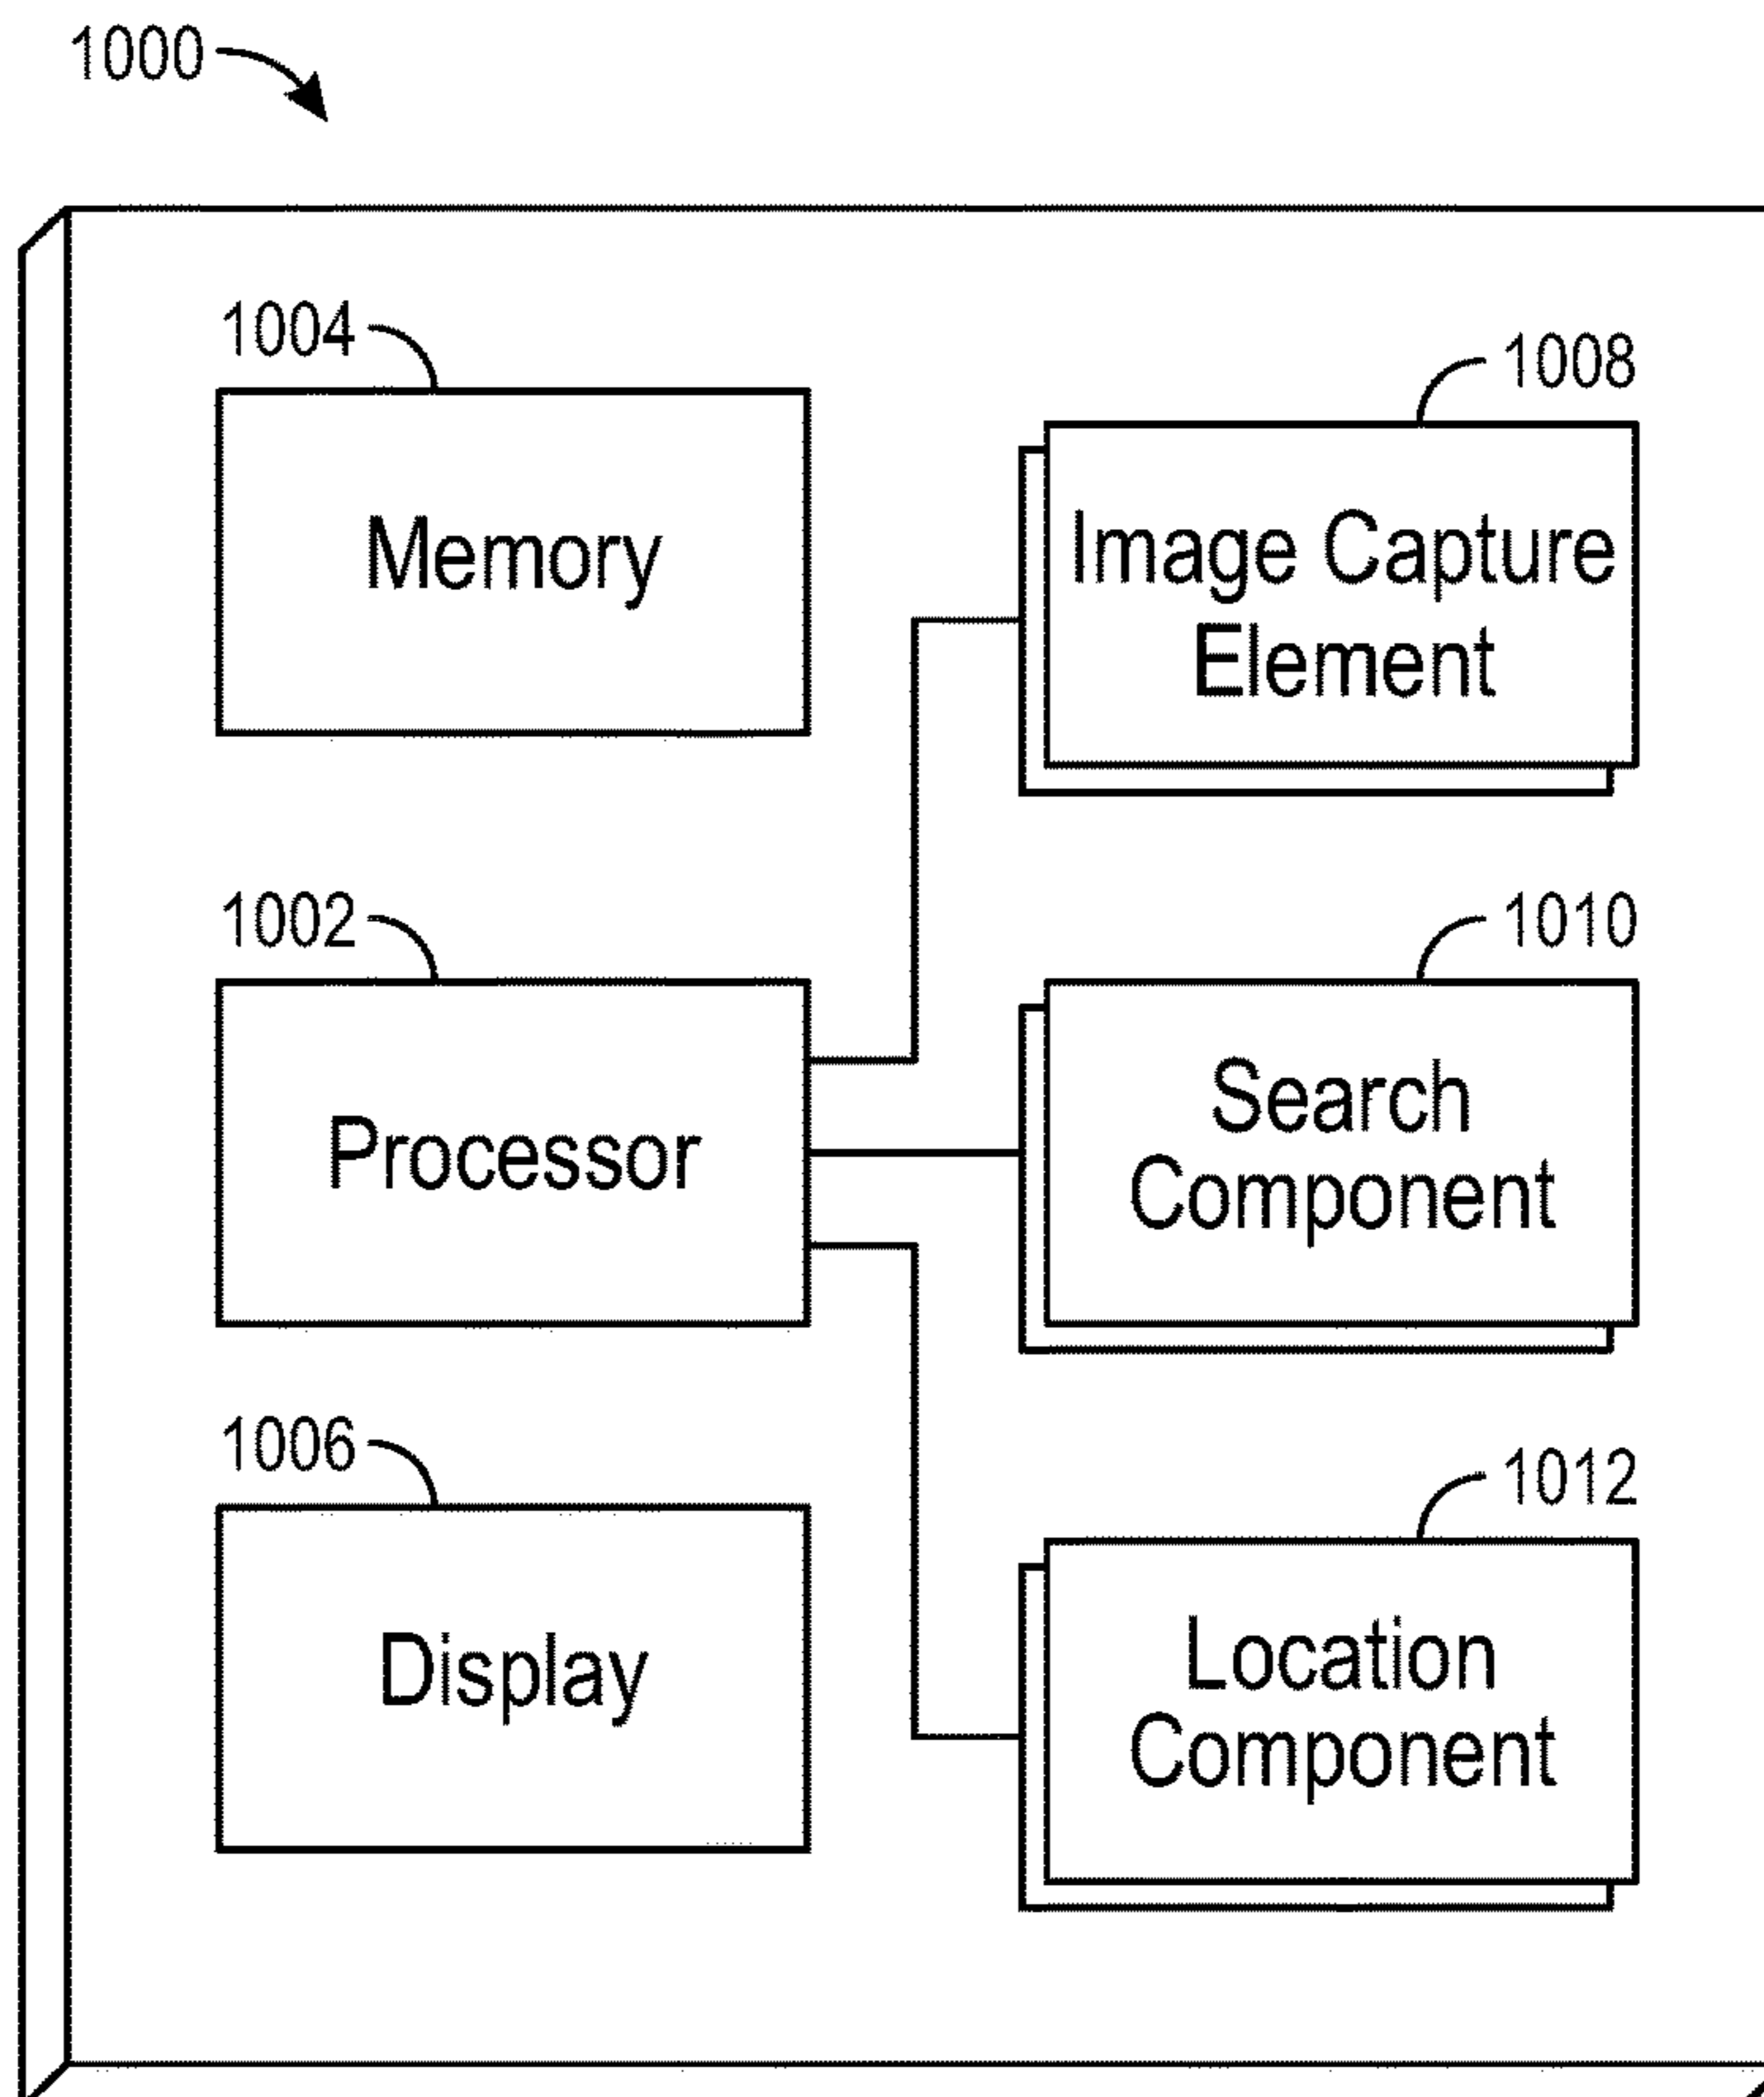 1000
1004
Memory
1008
Image Capture
Element
1002
Processor
1010
Search
Component
1006
Display
1012
Location
Component